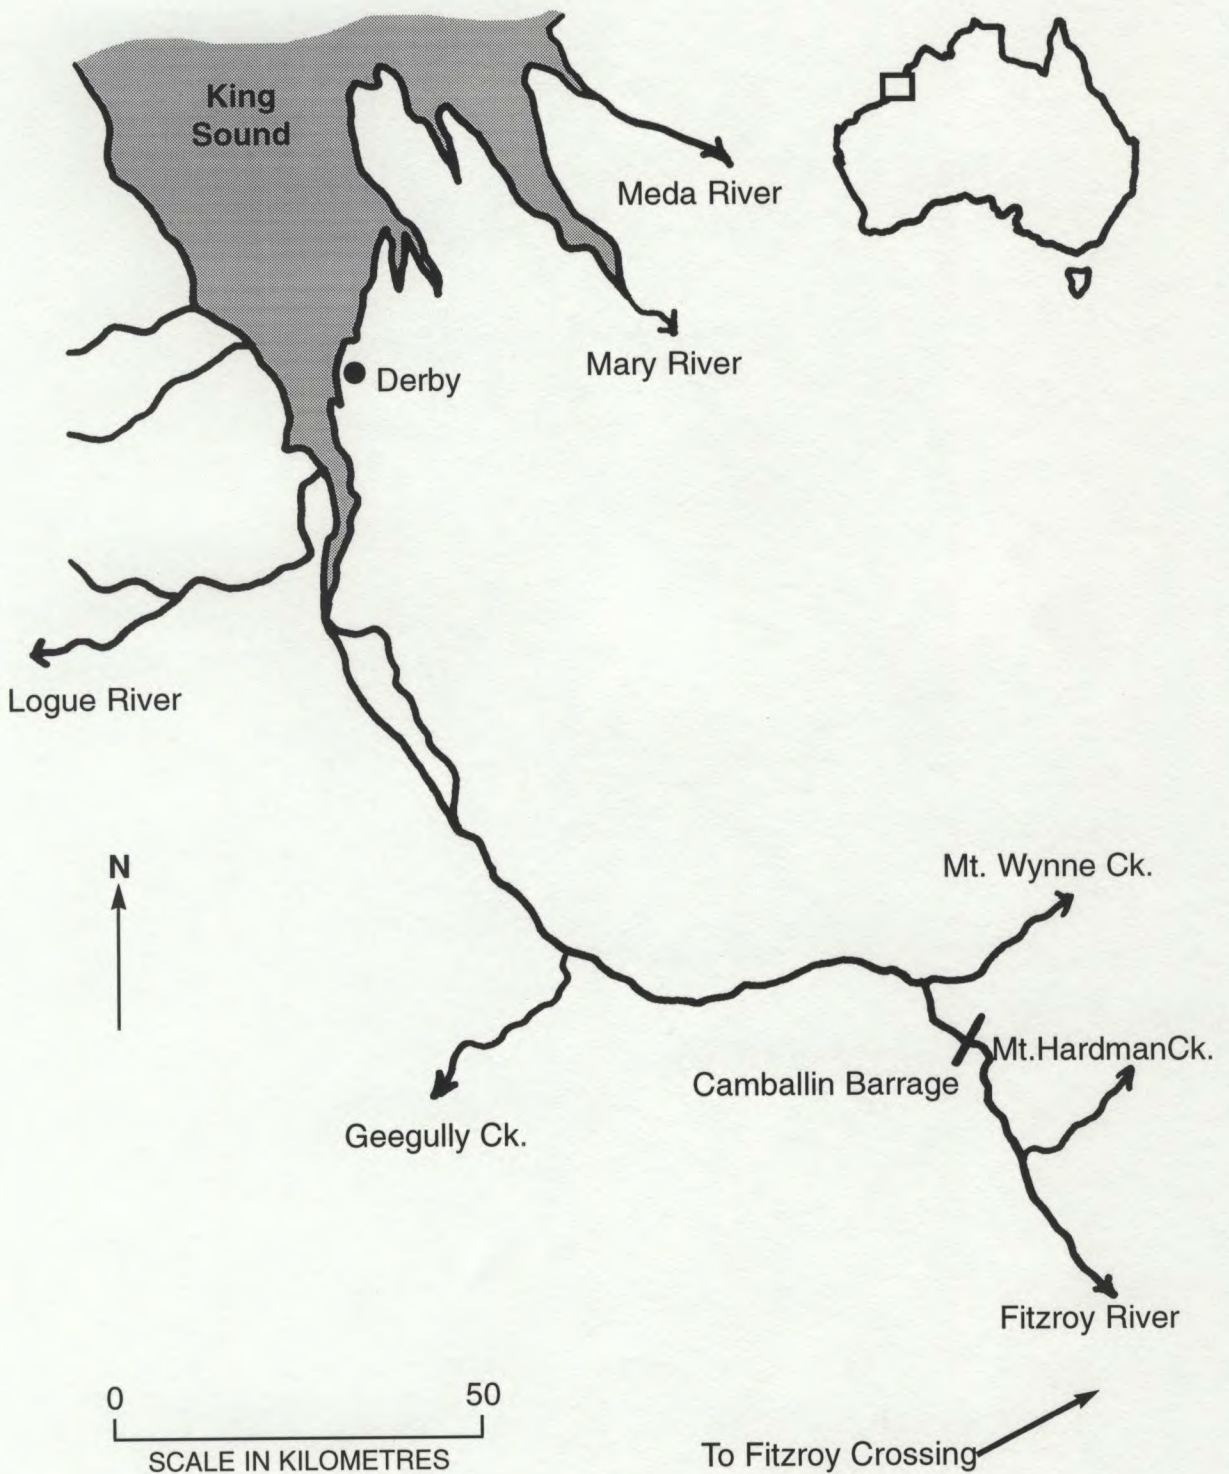 King
Sound
Meda River
Mary River
Derby
Logue River
N
Mt. Wynne Ck.
Mt.HardmanCk.
Camballin Barrage
Geegully Ck.
Fitzroy River
0 50
SCALE IN KILOMETRES
To Fitzroy Crossing